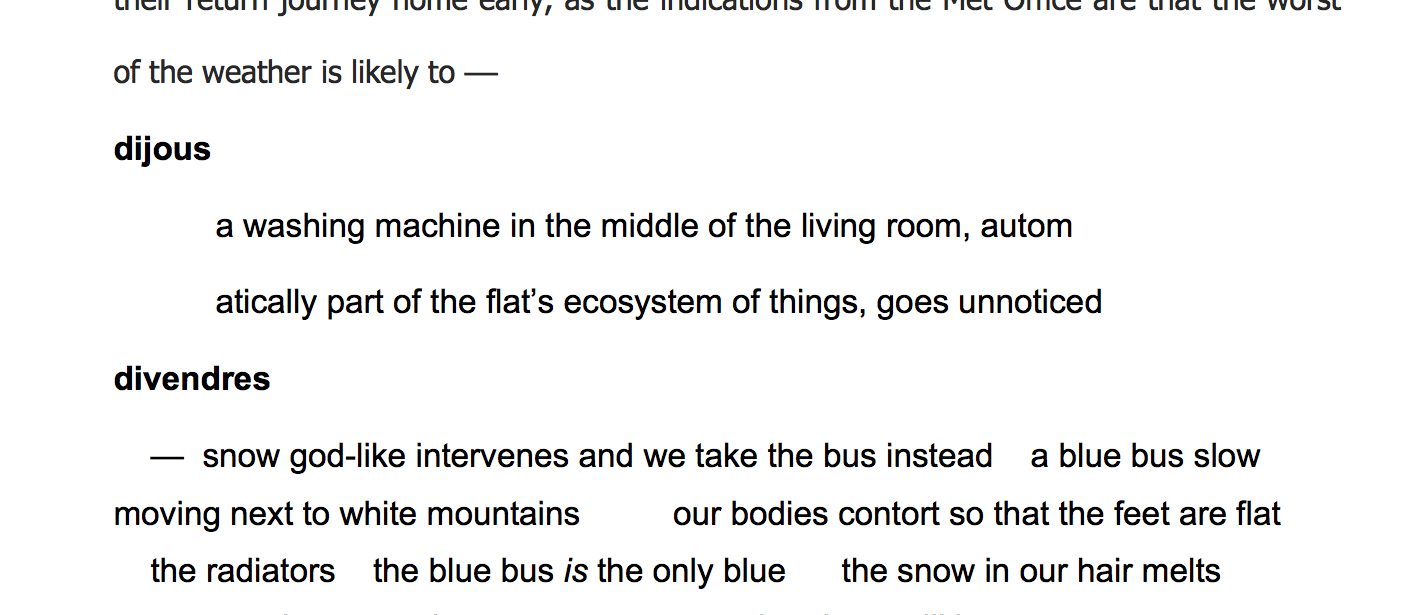 their return journey home early, as the indications from the Met Office are that the worst
of the weather is likely to —
dijous
a washing machine in the middle of the living room, autom
atically part of the flat’s ecosystem of things, goes unnoticed
divendres
— snow god-like intervenes and we take the bus instead a blue bus slow
moving next to white mountains our bodies contort so that the feet are flat
the radiators the blue bus is the only blue the snow in our hair melts